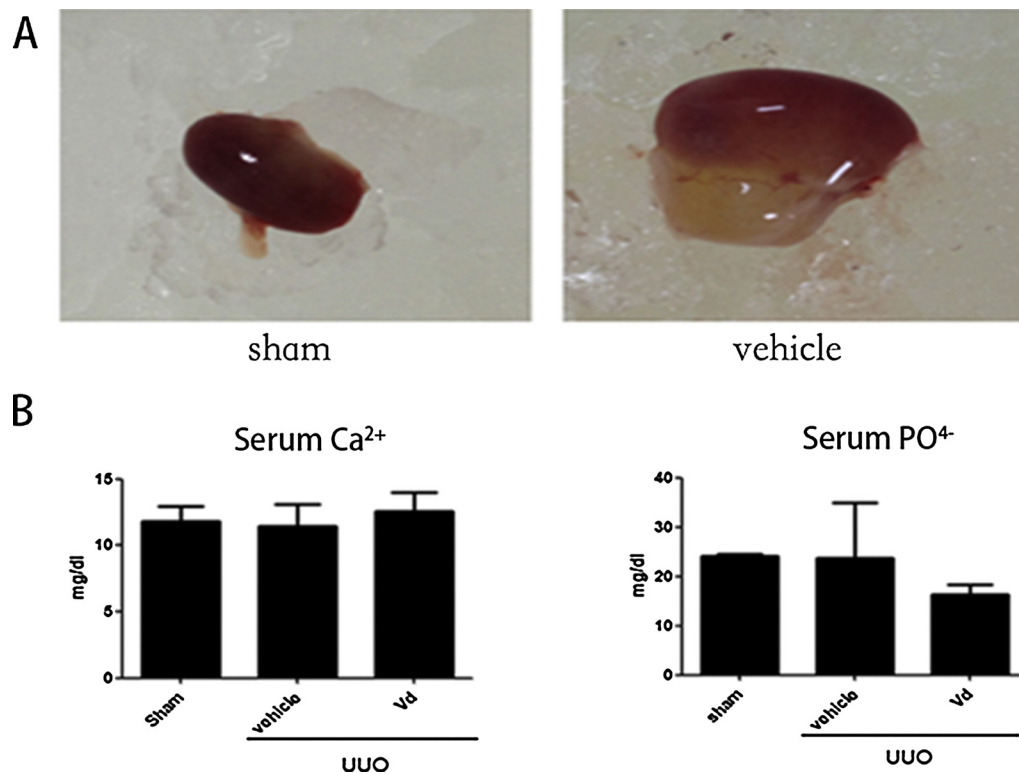 A
sham
vehicle
B
Serum Ca²⁺
15
10
5
0
mg/dl
Sham
vehicle
Vd
UUO
Serum PO⁴⁻
40
30
20
10
0
mg/dl
sham
vehicle
Vd
UUO